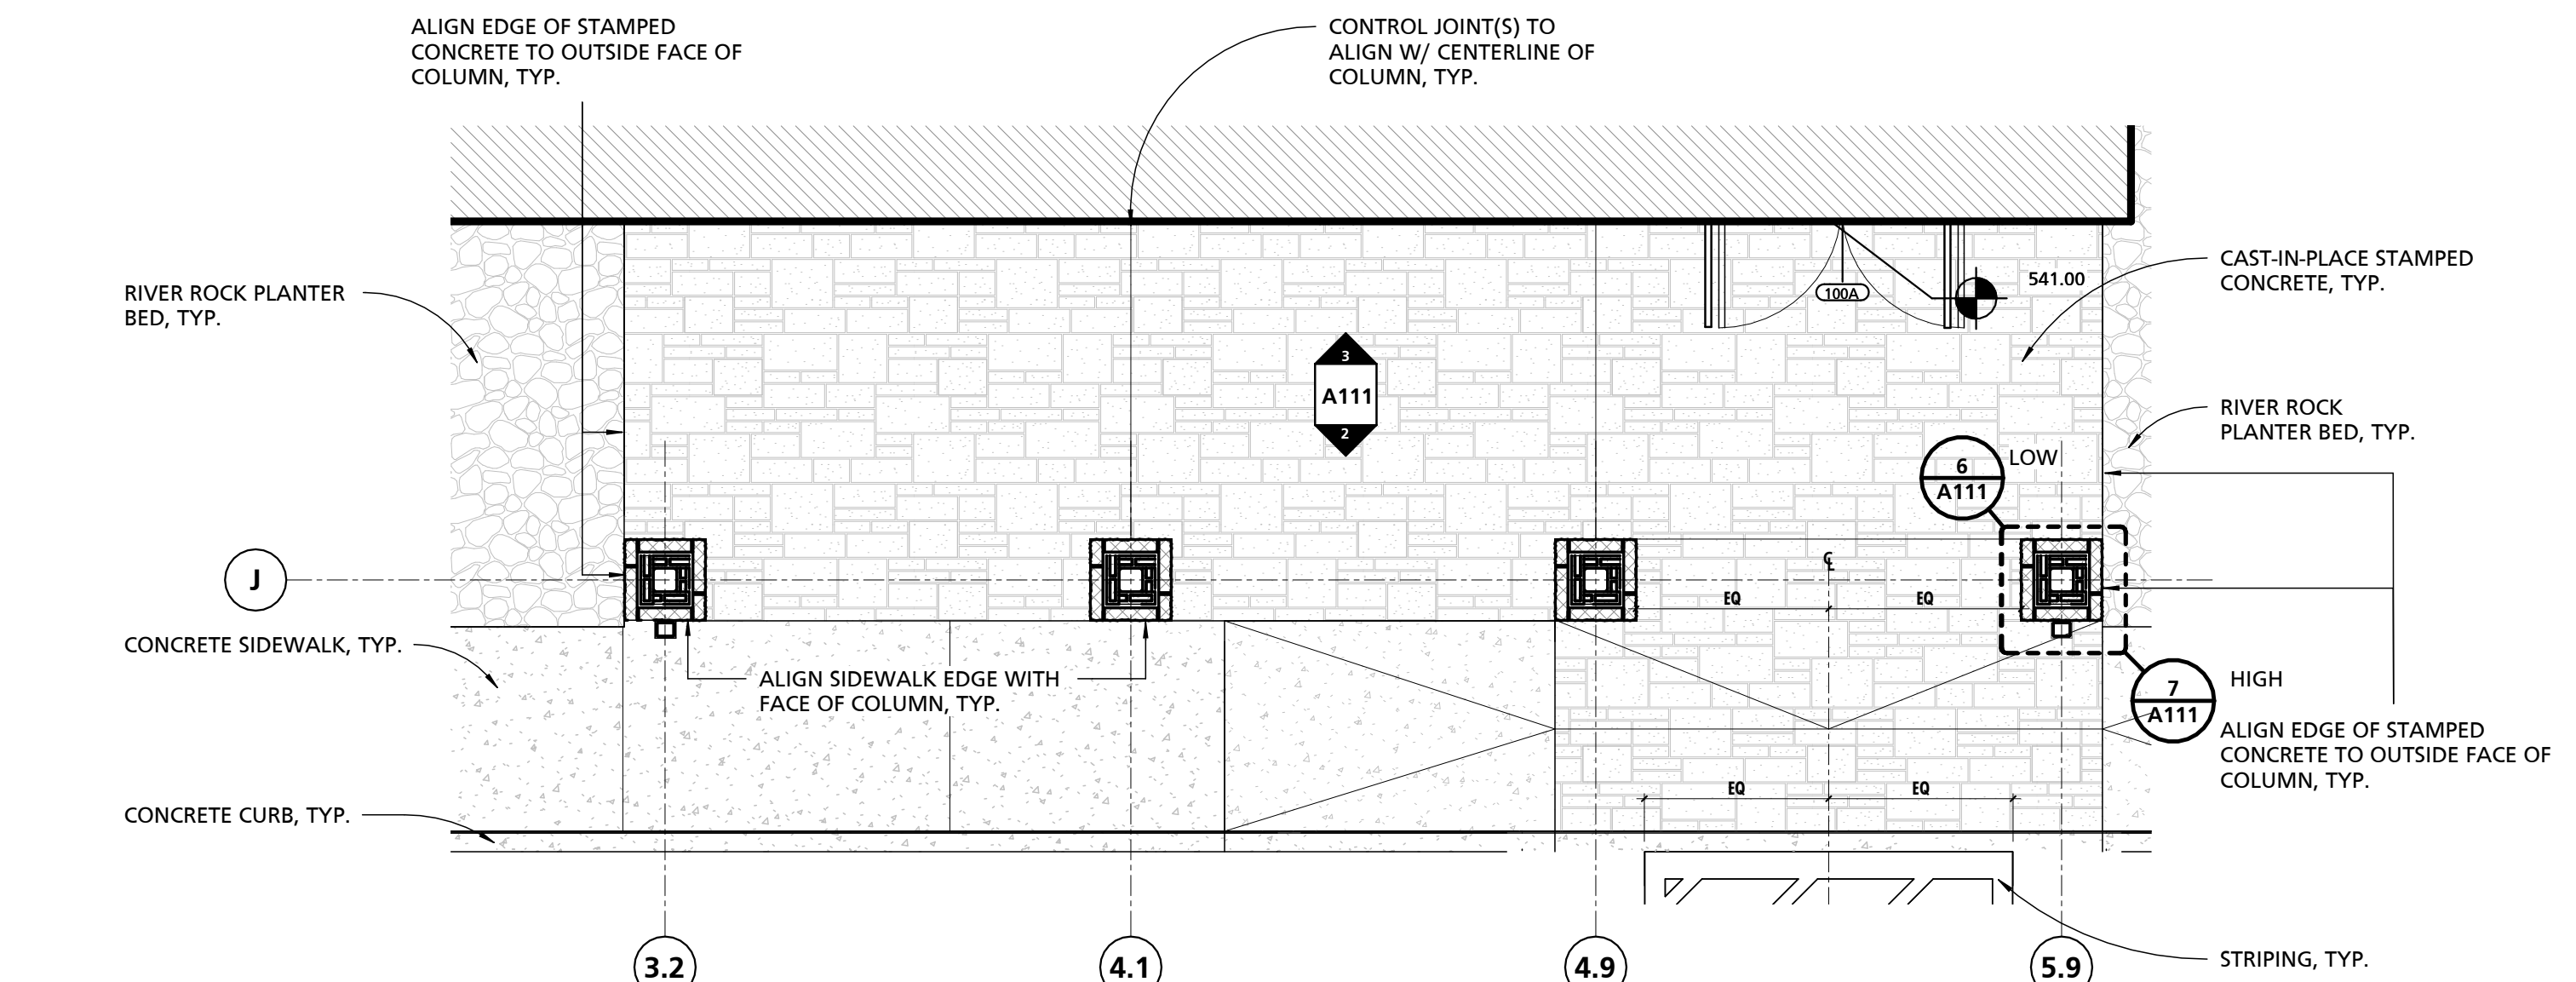 ALIGN EDGE OF STAMPED
CONCRETE TO OUTSIDE FACE OF
COLUMN, TYP.
CONTROL JOINT(S) TO
ALIGN W/ CENTERLINE OF
COLUMN, TYP.
RIVER ROCK PLANTER
BED, TYP.
CAST-IN-PLACE STAMPED
CONCRETE, TYP.
541.00
100A
3
A111
2
RIVER ROCK
PLANTER BED, TYP.
6
A111
LOW
J
CL
EQ
EQ
CONCRETE SIDEWALK, TYP.
ALIGN SIDEWALK EDGE WITH
FACE OF COLUMN, TYP.
7
A111
HIGH
ALIGN EDGE OF STAMPED
CONCRETE TO OUTSIDE FACE OF
COLUMN, TYP.
EQ
EQ
CONCRETE CURB, TYP.
STRIPING, TYP.
3.2
4.1
4.9
5.9